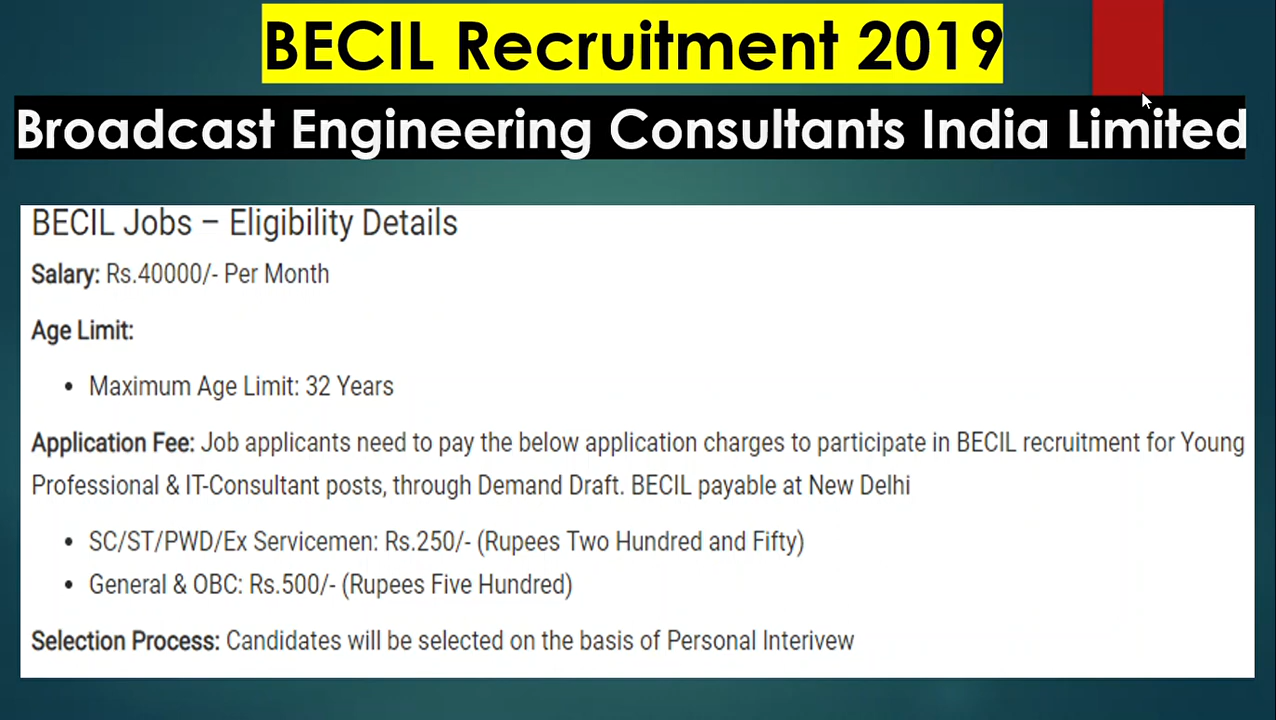 BECIL Recruitment 2019
Broadcast Engineering Consultants India Limited
BECIL Jobs – Eligibility Details
Salary: Rs.40000/- Per Month
Age Limit:
• Maximum Age Limit: 32 Years
Application Fee: Job applicants need to pay the below application charges to participate in BECIL recruitment for Young
Professional & IT-Consultant posts, through Demand Draft. BECIL payable at New Delhi
• SC/ST/PWD/Ex Servicemen: Rs.250/- (Rupees Two Hundred and Fifty)
• General & OBC: Rs.500/- (Rupees Five Hundred)
Selection Process: Candidates will be selected on the basis of Personal Interivew